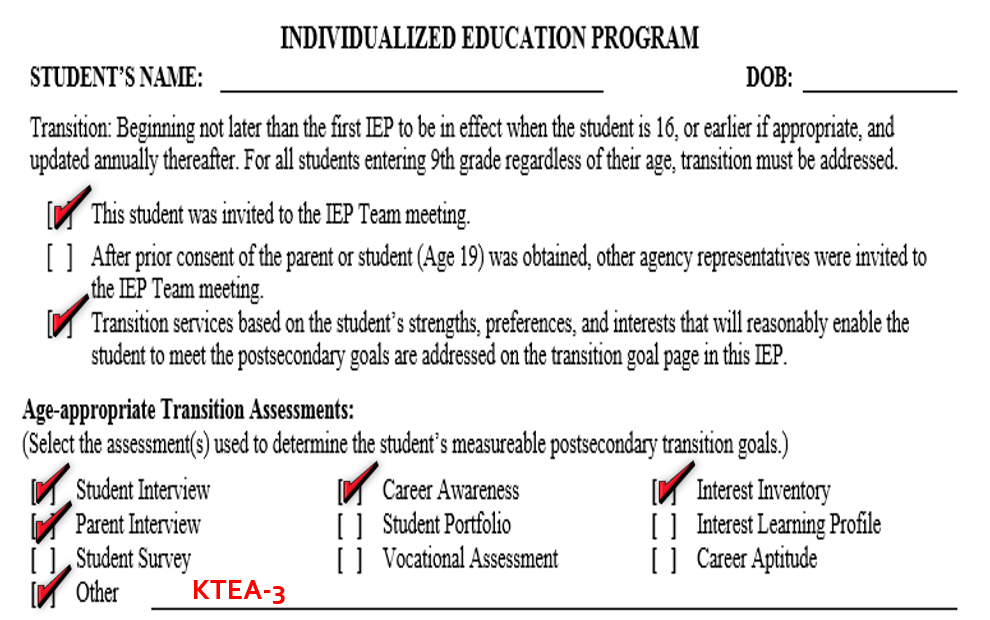 INDIVIDUALIZED EDUCATION PROGRAM
STUDENT’S NAME: DOB:
Transition: Beginning not later than the first IEP to be in effect when the student is 16, or earlier if appropriate, and
updated annually thereafter. For all students entering 9th grade regardless of their age, transition must be addressed.
[✔] This student was invited to the IEP Team meeting.
[ ] After prior consent of the parent or student (Age 19) was obtained, other agency representatives were invited to
the IEP Team meeting.
[✔] Transition services based on the student’s strengths, preferences, and interests that will reasonably enable the
student to meet the postsecondary goals are addressed on the transition goal page in this IEP.
Age-appropriate Transition Assessments:
(Select the assessment(s) used to determine the student’s measureable postsecondary transition goals.)
[✔] Student Interview [✔] Career Awareness [✔] Interest Inventory
[✔] Parent Interview [ ] Student Portfolio [ ] Interest Learning Profile
[ ] Student Survey [ ] Vocational Assessment [ ] Career Aptitude
[✔] Other KTEA-3